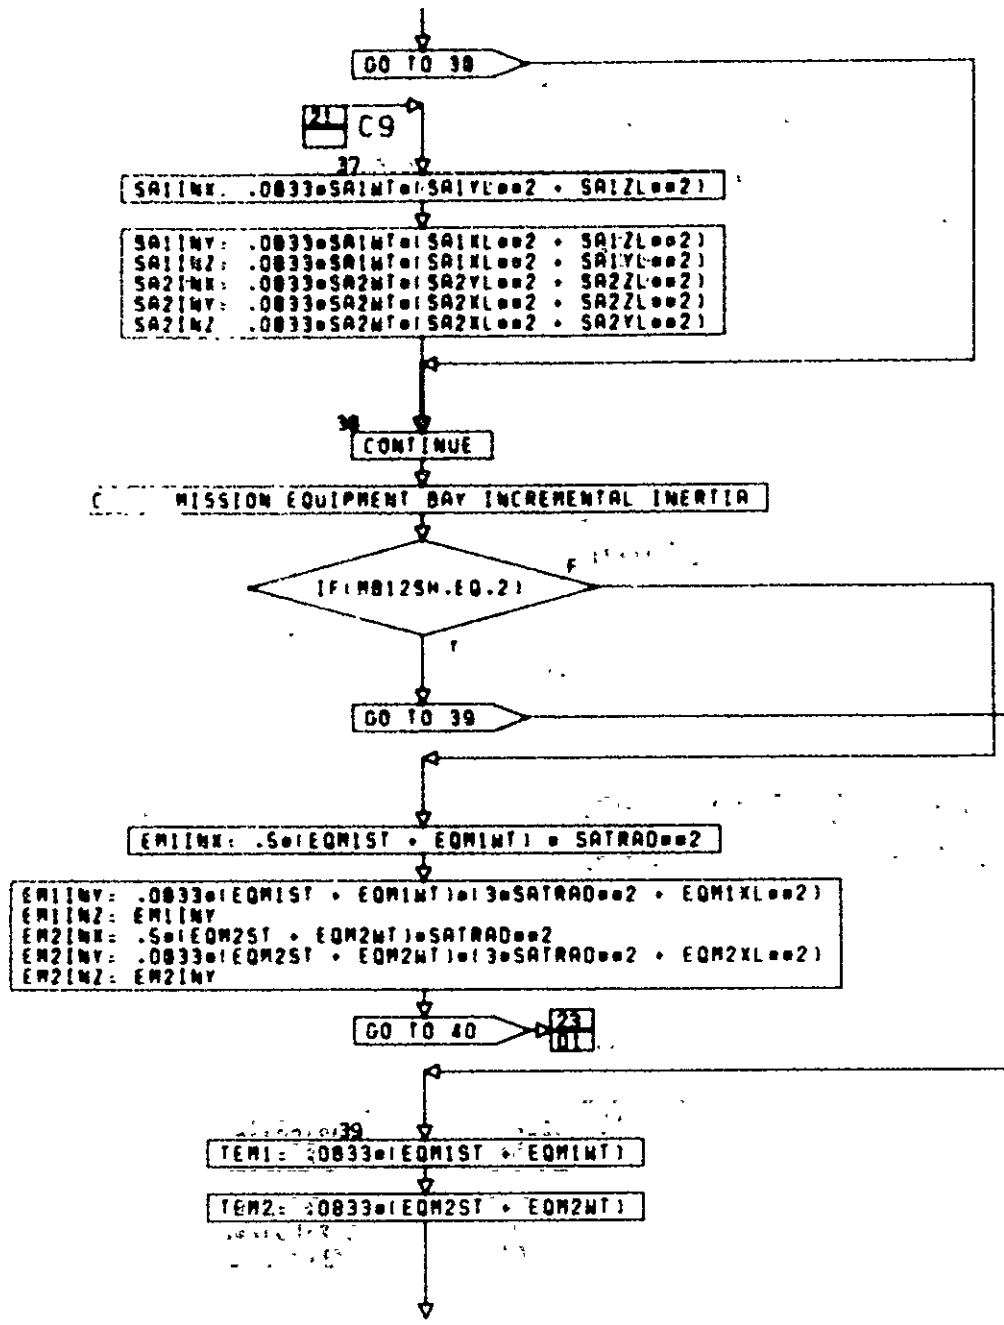 GO TO 38
21
C9
37
SA1INX: .0833*SA1WT*(SA1YL**2 + SA1ZL**2)
SA1INY: .0833*SA1WT*(SA1XL**2 + SA1ZL**2)
SA1INZ: .0833*SA1WT*(SA1XL**2 + SA1YL**2)
SA2INX: .0833*SA2WT*(SA2YL**2 + SA2ZL**2)
SA2INY: .0833*SA2WT*(SA2XL**2 + SA2ZL**2)
SA2INZ .0833*SA2WT*(SA2XL**2 + SA2YL**2)
38
CONTINUE
C MISSION EQUIPMENT BAY INCREMENTAL INERTIA
F
IF(MB12SW.EQ.2)
T
GO TO 39
EM1INX: .5*(EQM1ST + EQM1WT) * SATRAD**2
EM1INY: .0833*(EQM1ST + EQM1WT)*(3*SATRAD**2 + EQM1XL**2)
EM1INZ: EM1INY
EM2INX: .5*(EQM2ST + EQM2WT)*SATRAD**2
EM2INY: .0833*(EQM2ST + EQM2WT)*(3*SATRAD**2 + EQM2XL**2)
EM2INZ: EM2INY
GO TO 40
23
D1
39
TEM1: .0833*(EQM1ST + EQM1WT)
TEM2: .0833*(EQM2ST + EQM2WT)